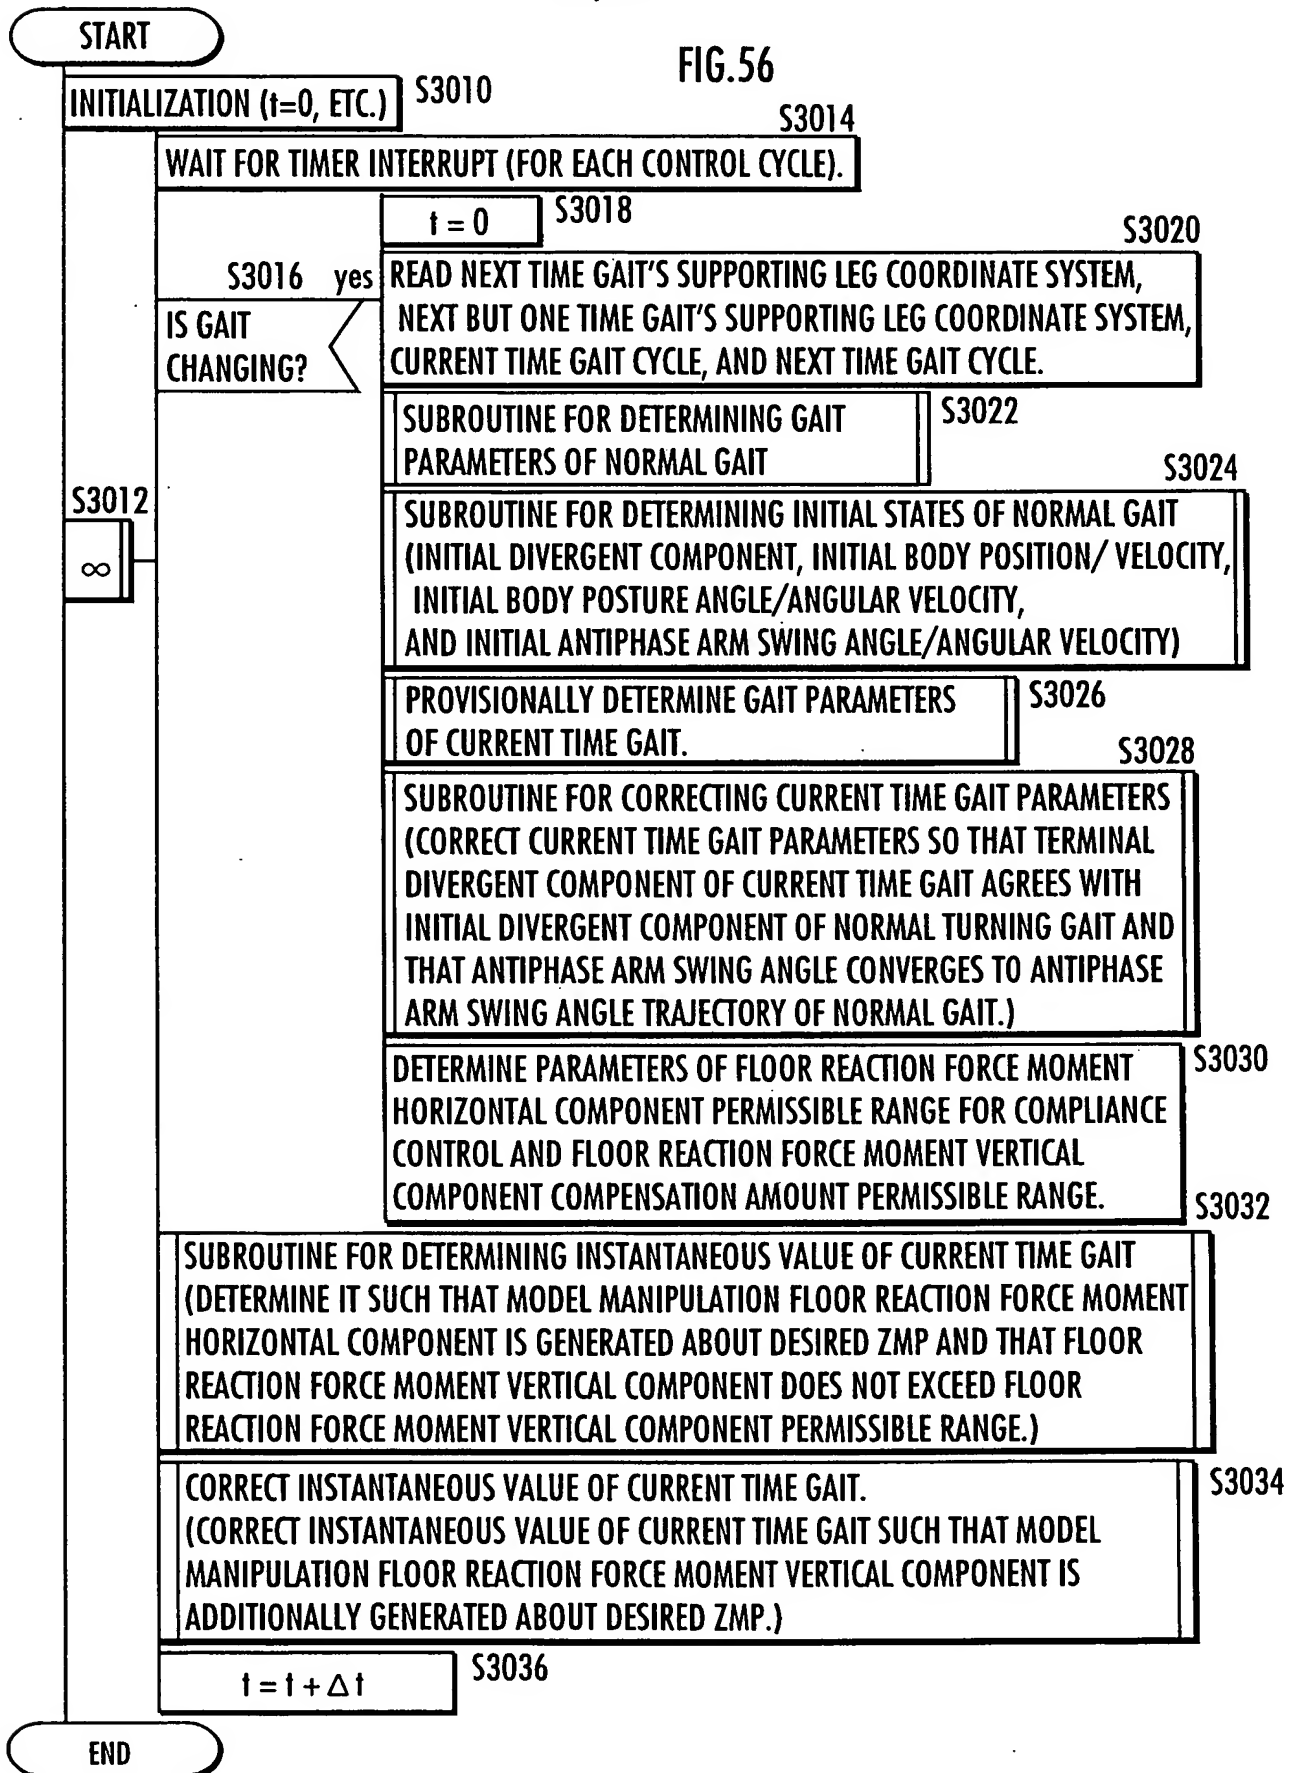 START
FIG.56
INITIALIZATION (t=0, ETC.)
S3010
S3014
WAIT FOR TIMER INTERRUPT (FOR EACH CONTROL CYCLE).
t = 0
S3018
S3020
S3016 yes
READ NEXT TIME GAIT'S SUPPORTING LEG COORDINATE SYSTEM,
NEXT BUT ONE TIME GAIT'S SUPPORTING LEG COORDINATE SYSTEM,
CURRENT TIME GAIT CYCLE, AND NEXT TIME GAIT CYCLE.
IS GAIT
CHANGING?
SUBROUTINE FOR DETERMINING GAIT
PARAMETERS OF NORMAL GAIT
S3022
S3024
S3012
∞
SUBROUTINE FOR DETERMINING INITIAL STATES OF NORMAL GAIT
(INITIAL DIVERGENT COMPONENT, INITIAL BODY POSITION/ VELOCITY,
INITIAL BODY POSTURE ANGLE/ANGULAR VELOCITY,
AND INITIAL ANTIPHASE ARM SWING ANGLE/ANGULAR VELOCITY)
PROVISIONALLY DETERMINE GAIT PARAMETERS
OF CURRENT TIME GAIT.
S3026
S3028
SUBROUTINE FOR CORRECTING CURRENT TIME GAIT PARAMETERS
(CORRECT CURRENT TIME GAIT PARAMETERS SO THAT TERMINAL
DIVERGENT COMPONENT OF CURRENT TIME GAIT AGREES WITH
INITIAL DIVERGENT COMPONENT OF NORMAL TURNING GAIT AND
THAT ANTIPHASE ARM SWING ANGLE CONVERGES TO ANTIPHASE
ARM SWING ANGLE TRAJECTORY OF NORMAL GAIT.)
DETERMINE PARAMETERS OF FLOOR REACTION FORCE MOMENT
HORIZONTAL COMPONENT PERMISSIBLE RANGE FOR COMPLIANCE
CONTROL AND FLOOR REACTION FORCE MOMENT VERTICAL
COMPONENT COMPENSATION AMOUNT PERMISSIBLE RANGE.
S3030
S3032
SUBROUTINE FOR DETERMINING INSTANTANEOUS VALUE OF CURRENT TIME GAIT
(DETERMINE IT SUCH THAT MODEL MANIPULATION FLOOR REACTION FORCE MOMENT
HORIZONTAL COMPONENT IS GENERATED ABOUT DESIRED ZMP AND THAT FLOOR
REACTION FORCE MOMENT VERTICAL COMPONENT DOES NOT EXCEED FLOOR
REACTION FORCE MOMENT VERTICAL COMPONENT PERMISSIBLE RANGE.)
CORRECT INSTANTANEOUS VALUE OF CURRENT TIME GAIT.
(CORRECT INSTANTANEOUS VALUE OF CURRENT TIME GAIT SUCH THAT MODEL
MANIPULATION FLOOR REACTION FORCE MOMENT VERTICAL COMPONENT IS
ADDITIONALLY GENERATED ABOUT DESIRED ZMP.)
S3034
t = t + Δt
S3036
END